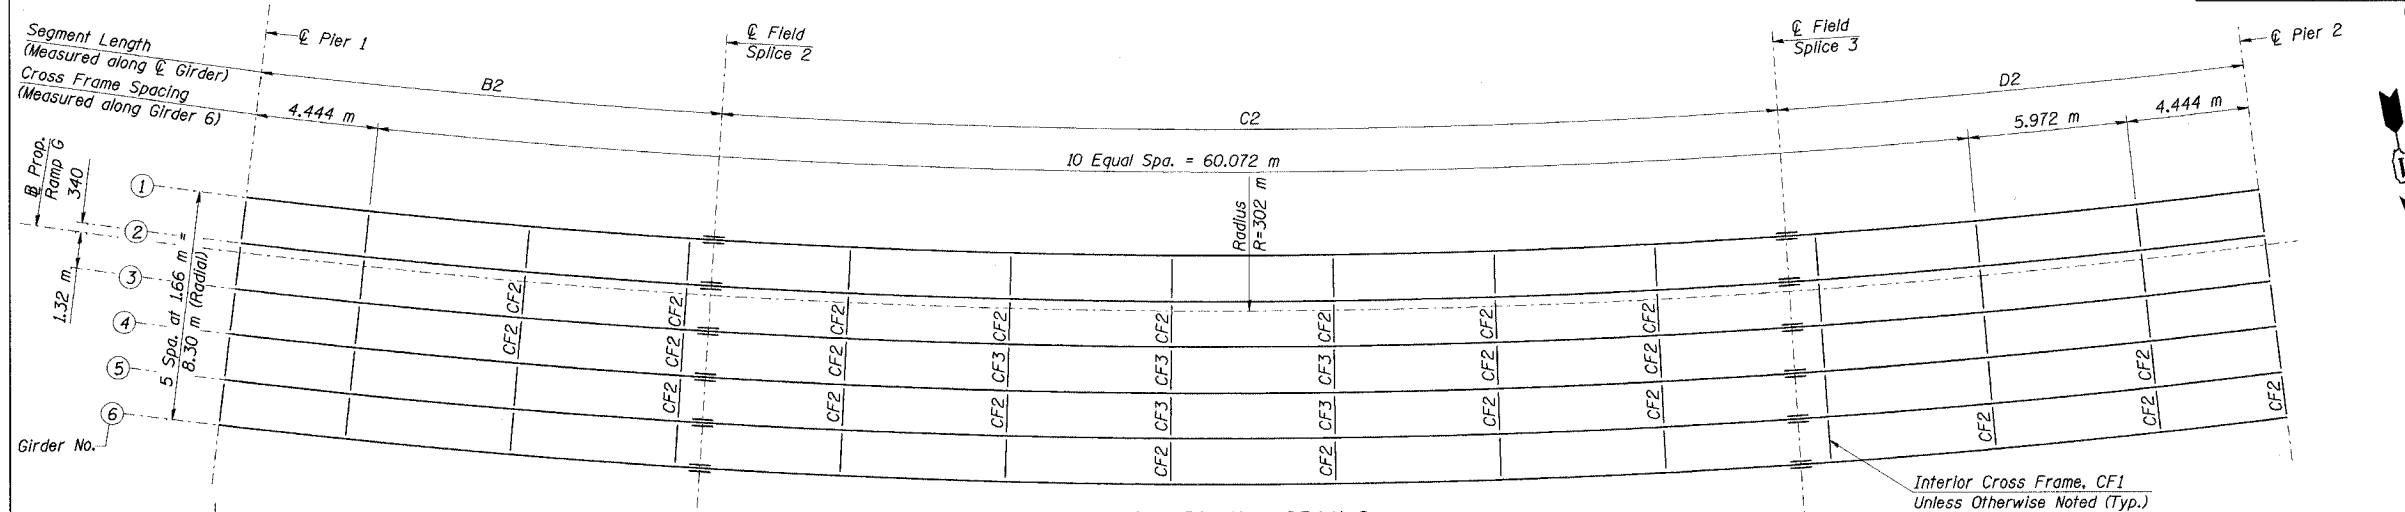 Segment Length
(Measured along ℄ Girder)
Cross Frame Spacing
(Measured along Girder 6)
℄ Pier 1
℄ Field
Splice 2
℄ Field
Splice 3
℄ Pier 2
B2
C2
D2
4.444 m
10 Equal Spa. = 60.072 m
5.972 m
4.444 m
Prop.
Ramp G
340
1.32 m
5 Spa. at 1.66 m "
8.30 m (Radial)
Radius
R=302 m
1
2
3
4
5
6
Girder No.
CF2 CF2 CF2 CF2 CF2 CF2 CF2 CF2
CF2 CF2 CF2 CF3 CF3 CF3 CF2 CF2 CF2
CF2 CF2 CF2 CF3 CF3 CF2 CF2 CF2 CF2
CF2 CF2 CF2
Interior Cross Frame, CF1
Unless Otherwise Noted (Typ.)